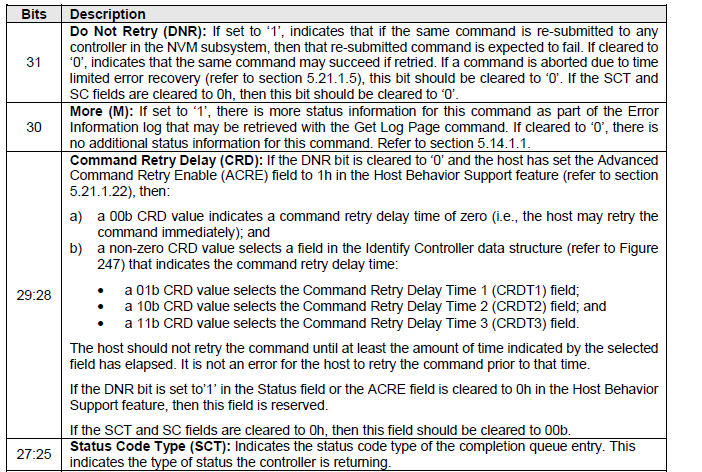 Bits Description
Do Not Retry (DNR): If set to ‘1’, indicates that if the same command is re-submitted to any
controller in the NVM subsystem, then that re-submitted command is expected to fail. If cleared to
31 ‘0’, indicates that the same command may succeed if retried. If a command is aborted due to time
limited error recovery (refer to section 5.21.1.5), this bit should be cleared to ‘0’. If the SCT and
SC fields are cleared to 0h, then this bit should be cleared to ‘0’.
More (M): If set to ‘1’, there is more status information for this command as part of the Error
30 Information log that may be retrieved with the Get Log Page command. If cleared to ‘0’, there is
no additional status information for this command. Refer to section 5.14.1.1.
Command Retry Delay (CRD): If the DNR bit is cleared to ‘0’ and the host has set the Advanced
Command Retry Enable (ACRE) field to 1h in the Host Behavior Support feature (refer to section
5.21.1.22), then:
a) a 00b CRD value indicates a command retry delay time of zero (i.e., the host may retry the
command immediately); and
b) a non-zero CRD value selects a field in the Identify Controller data structure (refer to Figure
247) that indicates the command retry delay time:
29:28 • a 01b CRD value selects the Command Retry Delay Time 1 (CRDT1) field;
• a 10b CRD value selects the Command Retry Delay Time 2 (CRDT2) field; and
• a 11b CRD value selects the Command Retry Delay Time 3 (CRDT3) field.
The host should not retry the command until at least the amount of time indicated by the selected
field has elapsed. It is not an error for the host to retry the command prior to that time.
If the DNR bit is set to’1’ in the Status field or the ACRE field is cleared to 0h in the Host Behavior
Support feature, then this field is reserved.
If the SCT and SC fields are cleared to 0h, then this field should be cleared to 00b.
27:25 Status Code Type (SCT): Indicates the status code type of the completion queue entry. This
indicates the type of status the controller is returning.